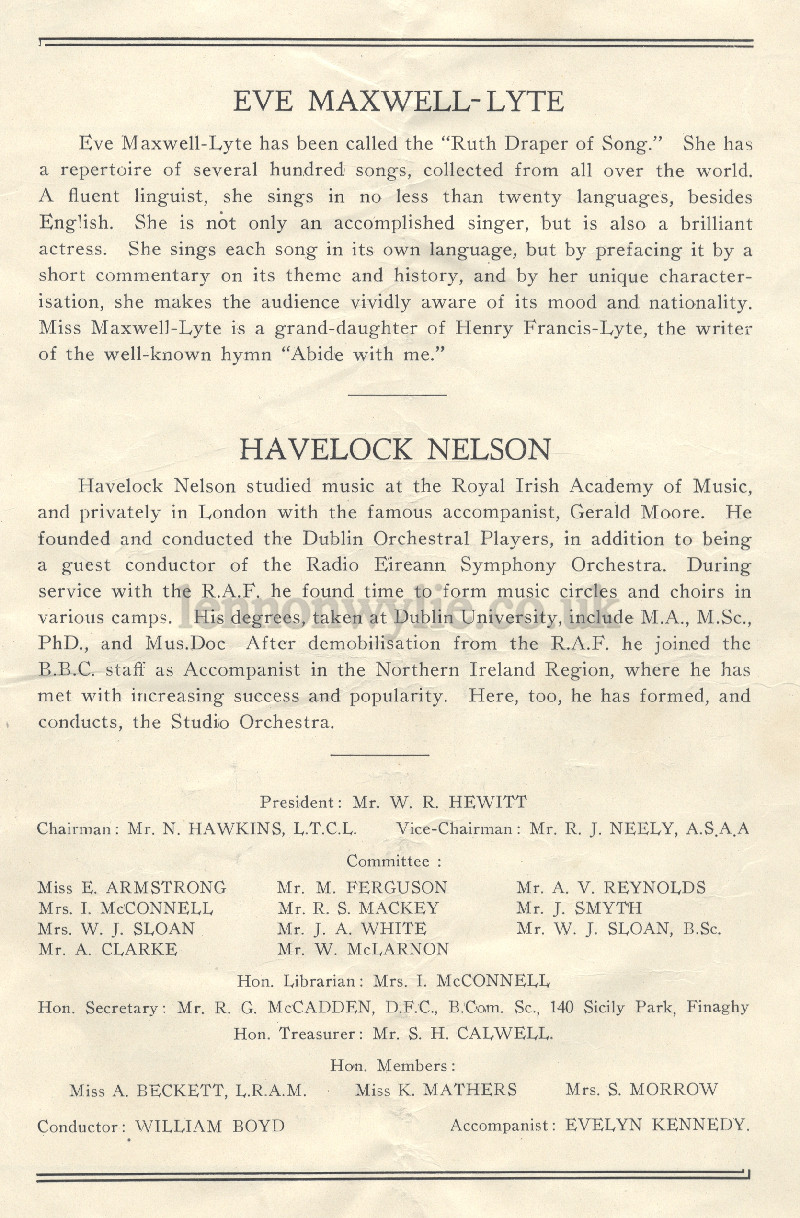 EVE MAXWELL-LYTE
Eve Maxwell-Lyte has been called the “Ruth Draper of Song.” She has
a repertoire of several hundred songs, collected from all over the world.
A fluent linguist, she sings in no less than twenty languages, besides
English. She is not only an accomplished singer, but is also a brilliant
actress. She sings each song in its own language, but by prefacing it by a
short commentary on its theme and history, and by her unique character-
isation, she makes the audience vividly aware of its mood and nationality.
Miss Maxwell-Lyte is a grand-daughter of Henry Francis-Lyte, the writer
of the well-known hymn “Abide with me.”
HAVELOCK NELSON
Havelock Nelson studied music at the Royal Irish Academy of Music,
and privately in London with the famous accompanist, Gerald Moore. He
founded and conducted the Dublin Orchestral Players, in addition to being
a guest conductor of the Radio Eireann Symphony Orchestra. During
service with the R.A.F. he found time to form music circles and choirs in
lennonwylie.co.uk
various camps. His degrees, taken at Dublin University, include M.A., M.Sc.,
PhD., and Mus.Doc After demobilisation from the R.A.F. he joined the
B.B.C. staff as Accompanist in the Northern Ireland Region, where he has
met with increasing success and popularity. Here, too, he has formed, and
conducts, the Studio Orchestra.
President: Mr. W. R. HEWITT
Chairman: Mr. N. HAWKINS, L.T.C.L. Vice-Chairman: Mr. R. J. NEELY, A.S.A.A
Committee :
Miss E. ARMSTRONG Mr. M. FERGUSON Mr. A. V. REYNOLDS
Mrs. I. McCONNELL Mr. R. S. MACKEY Mr. J. SMYTH
Mrs. W. J. SLOAN Mr. J. A. WHITE Mr. W. J. SLOAN, B.Sc.
Mr. A. CLARKE Mr. W. McLARNON
Hon. Librarian: Mrs. I. McCONNELL
Hon. Secretary: Mr. R. G. McCADDEN, D.F.C., B.Com. Sc., 140 Sicily Park, Finaghy
Hon. Treasurer: Mr. S. H. CALWELL.
Hon. Members:
Miss A. BECKETT, L.R.A.M. Miss K. MATHERS Mrs. S. MORROW
Conductor: WILLIAM BOYD Accompanist: EVELYN KENNEDY.